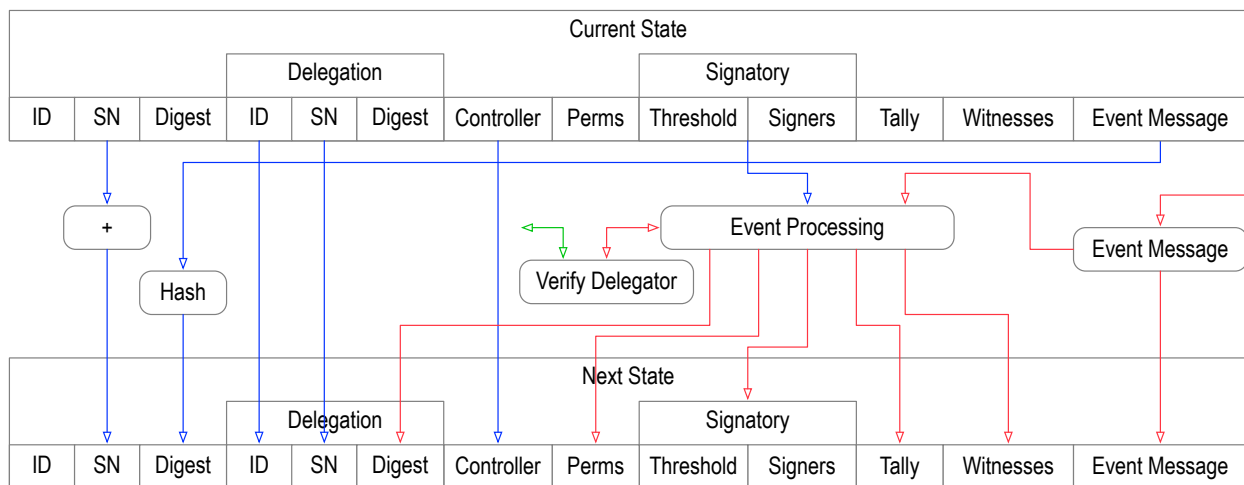 Current State
Delegation Signatory
ID SN Digest ID SN Digest Controller Perms Threshold Signers Tally Witnesses Event Message
+ Event Processing
Event Message
Verify Delegator
Hash
Next State
Delegation Signatory
ID SN Digest ID SN Digest Controller Perms Threshold Signers Tally Witnesses Event Message